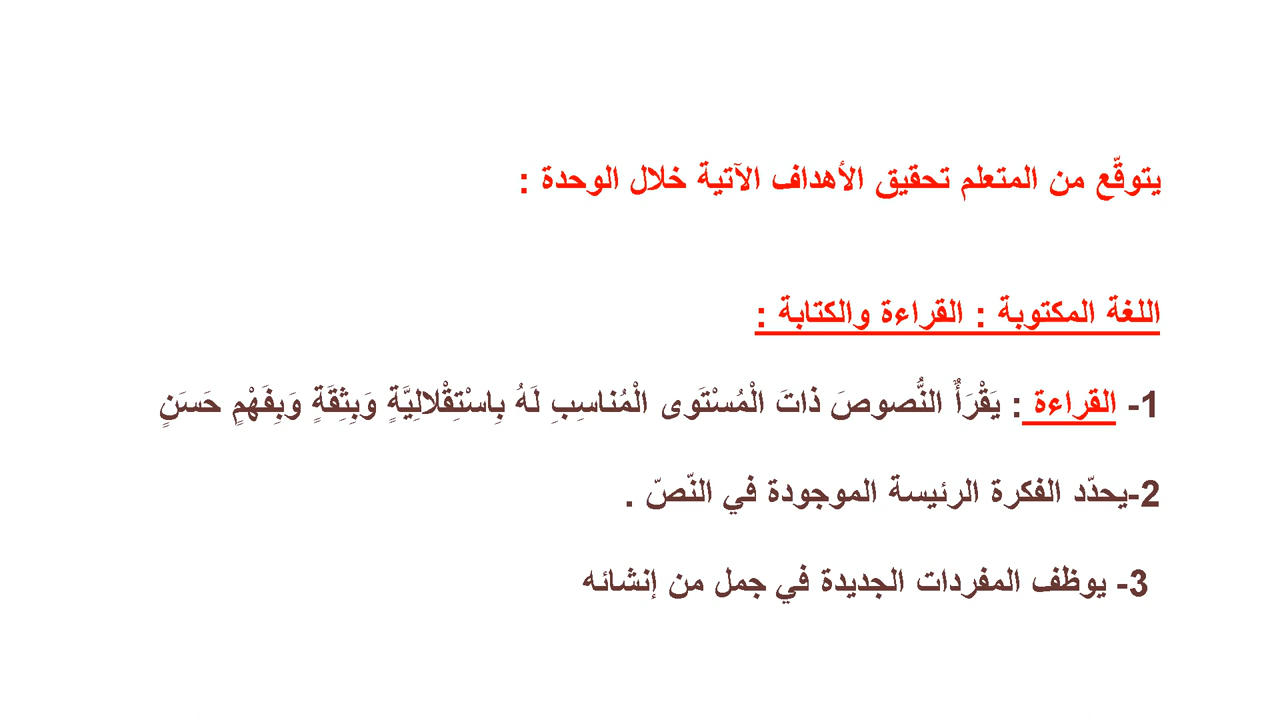 يتوقّع من المتعلم تحقيق الأهداف الآتية خلال الوحدة :
اللغة المكتوبة : القراءة والكتابة :
1- القراءة : يَقْرَأٌ النُّصوصَ ذاتَ الْمُسْتَوى الْمُناسِبِ لَهُ بِاسْتِقْلالِيَّةٍ وَبِثِقَةٍ وَبِفَهْمٍ حَسَنٍ
2-يحدّد الفكرة الرئيسة الموجودة في النّصّ .
3- يوظف المفردات الجديدة في جمل من إنشائه